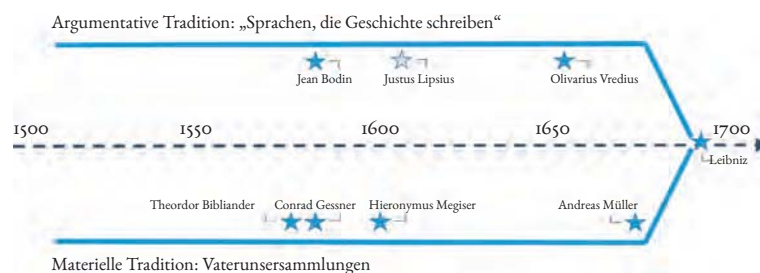 Argumentative Tradition: „Sprachen, die Geschichte schreiben“
Jean Bodin Justus Lipsius Olivarius Vredius
1500 1550 1600 1650 1700
Leibniz
Theordor Bibliander Conrad Gessner Hieronymus Megiser Andreas Müller
Materielle Tradition: Vaterunsersammlungen